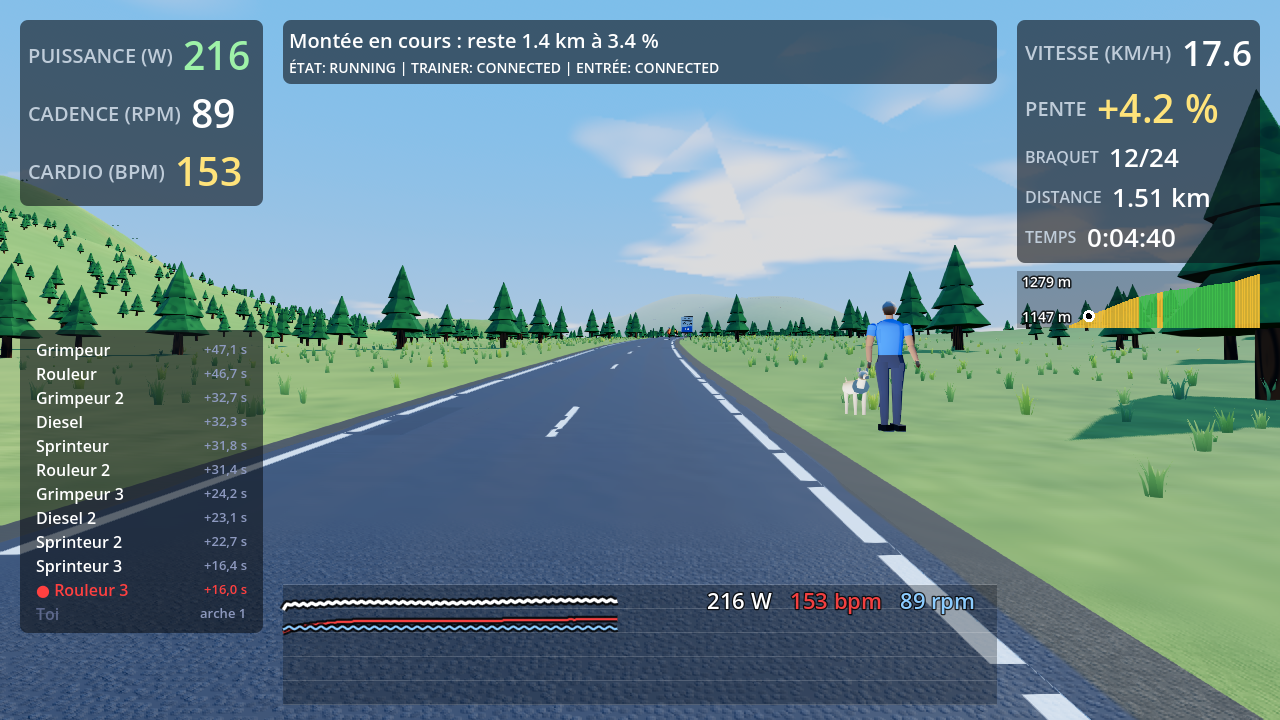 PUISSANCE (W) 216
CADENCE (RPM) 89
CARDIO (BPM) 153
Montée en cours : reste 1.4 km à 3.4 %
ÉTAT: RUNNING | TRAINER: CONNECTED | ENTRÉE: CONNECTED
VITESSE (KM/H) 17.6
PENTE +4.2 %
BRAQUET 12/24
DISTANCE 1.51 km
TEMPS 0:04:40
1279 m
1147 m
Grimpeur +47,1 s
Rouleur +46,7 s
Grimpeur 2 +32,7 s
Diesel +32,3 s
Sprinteur +31,8 s
Rouleur 2 +31,4 s
Grimpeur 3 +24,2 s
Diesel 2 +23,1 s
Sprinteur 2 +22,7 s
Sprinteur 3 +16,4 s
Rouleur 3 +16,0 s
Toi arche 1
216 W 153 bpm 89 rpm